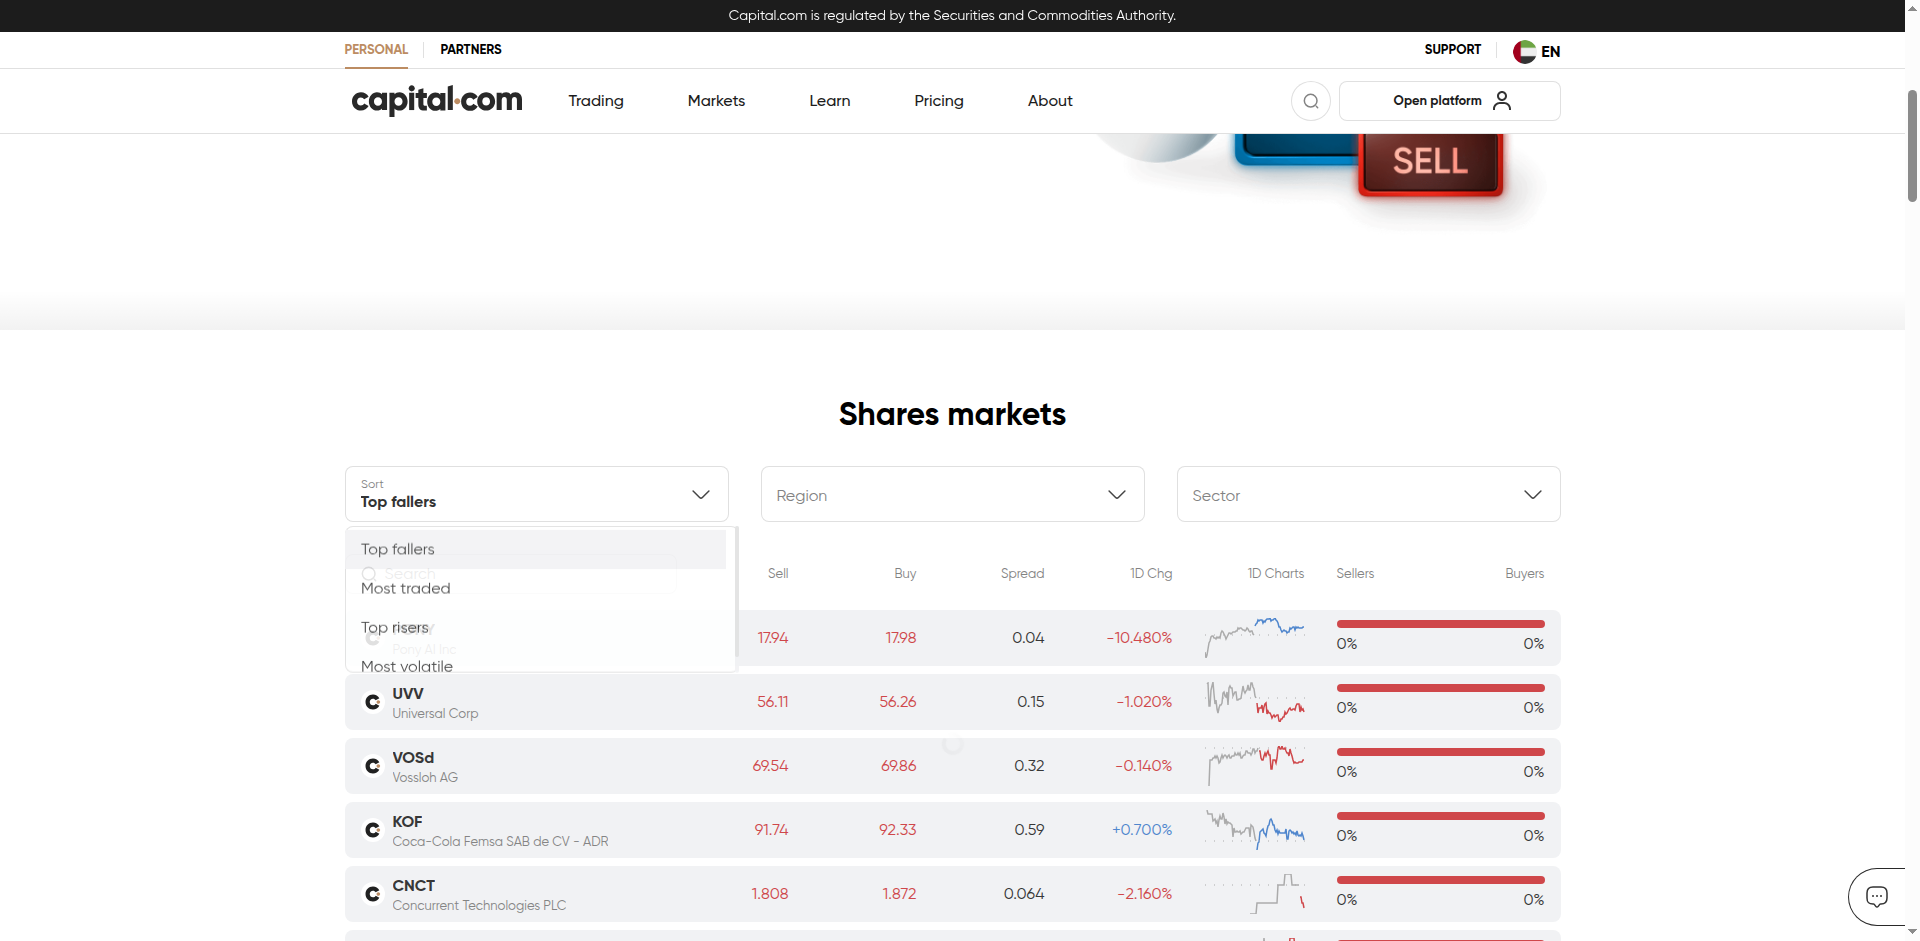 Capital.com is regulated by the Securities and Commodities Authority.
PERSONAL PARTNERS SUPPORT EN
capital.com Trading Markets Learn Pricing About Open platform
SELL
Shares markets
Sort
Top fallers Region Sector
Top fallers
Search Sell Buy Spread 1D Chg 1D Charts Sellers Buyers
Most traded
Top risers
17.94 17.98 0.04 -10.480% 0% 0%
Pony AI Inc
Most volatile
UVV
Universal Corp 56.11 56.26 0.15 -1.020% 0% 0%
VOSd
Vossloh AG 69.54 69.86 0.32 -0.140% 0% 0%
KOF
Coca-Cola Femsa SAB de CV - ADR 91.74 92.33 0.59 +0.700% 0% 0%
CNCT
Concurrent Technologies PLC 1.808 1.872 0.064 -2.160% 0% 0%